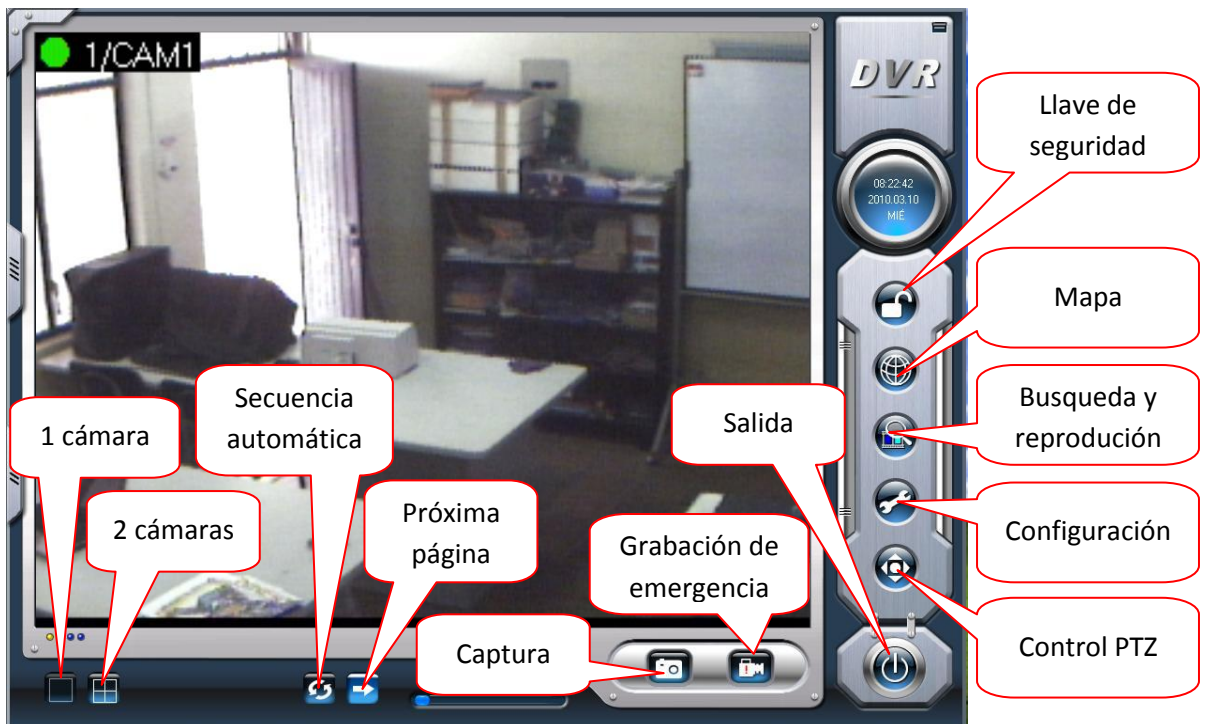 1/CAM1
DVR
Llave de
seguridad
08:22:42
2010.03.10
MIÉ
Mapa
Busqueda y
reprodución
Salida
Secuencia
automática
1 cámara
2 cámaras
Próxima
página
Configuración
Grabación de
emergencia
Captura
Control PTZ